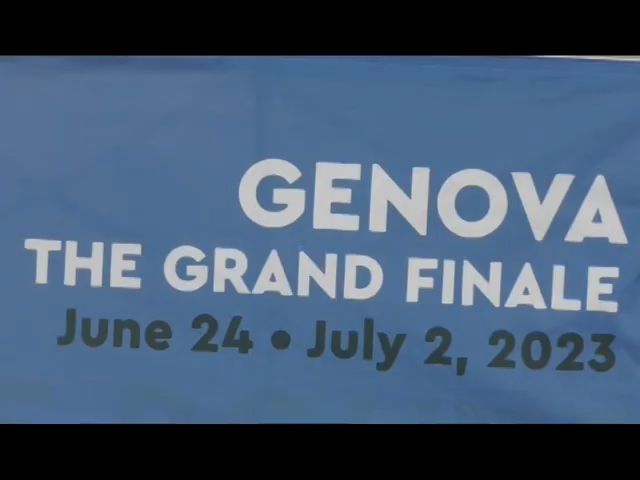 GENOVA
THE GRAND FINALE
June 24 • July 2, 2023